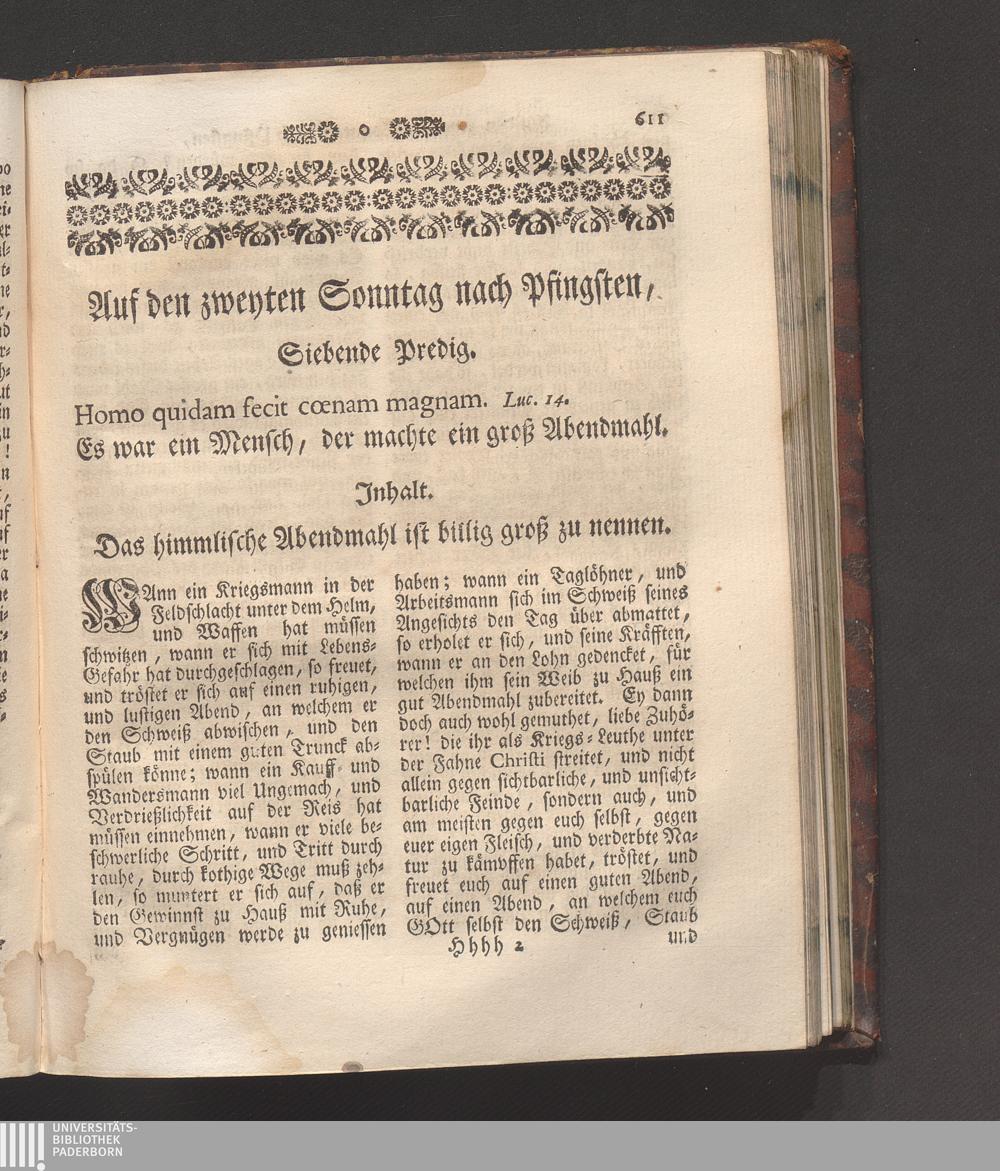 611
Auf den zweyten Sonntag nach Pfingsten,
Siebende Predig.
Homo quidam fecit cœnam magnam. Luc. 14.
Es war ein Mensch, der machte ein groß Abendmahl.
Inhalt.
Das himmlische Abendmahl ist billig groß zu nennen.
WAnn ein Kriegsmann in der
Feldschlacht unter dem Helm,
und Waffen hat müssen
schwitzen, wann er sich mit Lebens-
Gefahr hat durchgeschlagen, so freuet,
und tröstet er sich auf einen ruhigen,
und lustigen Abend, an welchem er
den Schweiß abwischen, und den
Staub mit einem guten Trunck ab-
spülen könne; wann ein Kauff- und
Wandersmann viel Ungemach, und
Verdrießlichkeit auf der Reis hat
müssen einnehmen, wann er viele be-
schwerliche Schritt, und Tritt durch
rauhe, durch kothige Wege muß zeh-
len, so muntert er sich auf, daß er
den Gewinnst zu Hauß mit Ruhe,
und Vergnügen werde zu geniessen
haben; wann ein Taglöhner, und
Arbeitsmann sich im Schweiß seines
Angesichts den Tag über abmattet,
so erholet er sich, und seine Kräfften,
wann er an den Lohn gedencket, für
welchen ihm sein Weib zu Hauß ein
gut Abendmahl zubereitet. Ey dann
doch auch wohl gemuthet, liebe Zuhö-
rer! die ihr als Kriegs-Leuthe unter
der Fahne Christi streitet, und nicht
allein gegen sichtbarliche, und unsicht-
barliche Feinde, sondern auch, und
am meisten gegen euch selbst, gegen
euer eigen Fleisch, und verderbte Na-
tur zu kämpffen habet, tröstet, und
freuet euch auf einen guten Abend,
auf einen Abend, an welchem euch
GOtt selbst den Schweiß, Staub
Hhhh 2
und
UNIVERSITÄTS-
BIBLIOTHEK
PADERBORN